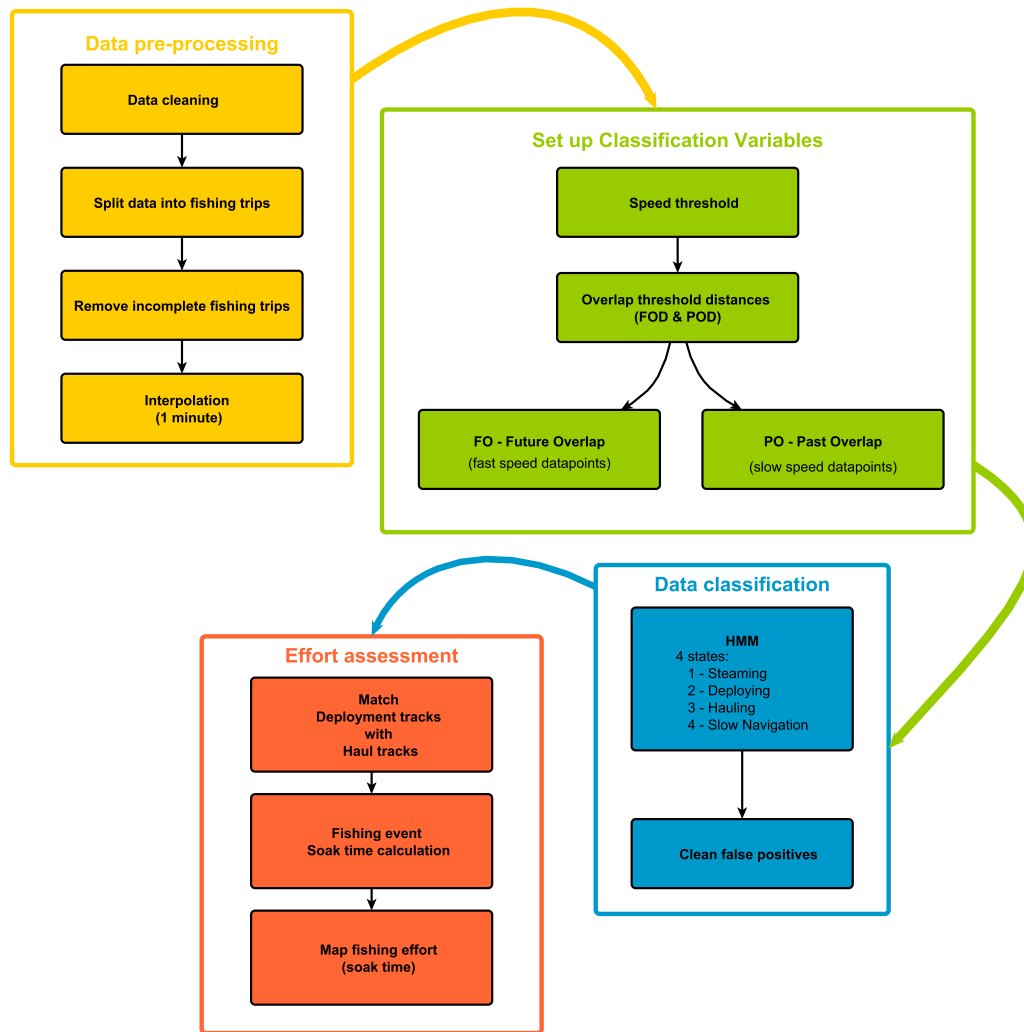 Data pre-processing
Data cleaning
Split data into fishing trips
Remove incomplete fishing trips
Interpolation
(1 minute)
Set up Classification Variables
Speed threshold
Overlap threshold distances
(FOD & POD)
FO - Future Overlap
(fast speed datapoints)
PO - Past Overlap
(slow speed datapoints)
Data classification
HMM
4 states:
1 - Steaming
2 - Deploying
3 - Hauling
4 - Slow Navigation
Clean false positives
Effort assessment
Match
Deployment tracks
with
Haul tracks
Fishing event
Soak time calculation
Map fishing effort
(soak time)